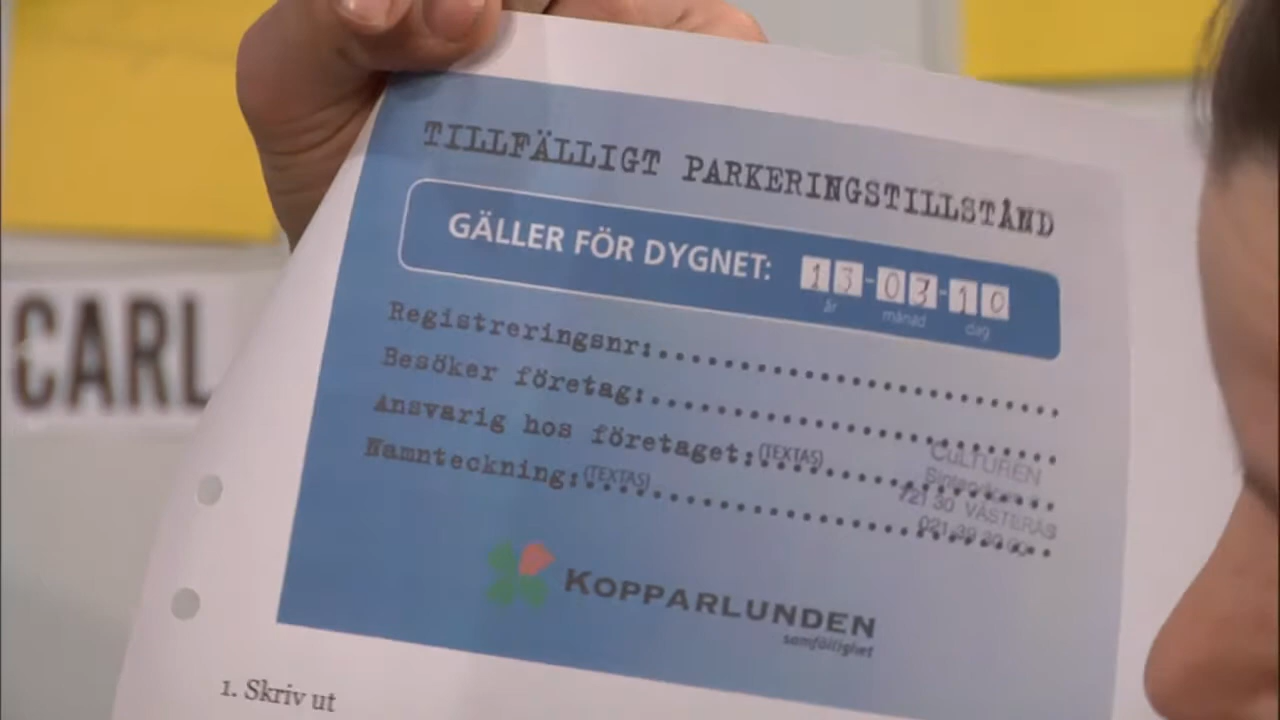 TILLFÄLLIGT PARKERINGSTILLSTÅND
GÄLLER FÖR DYGNET: 13-03-10
år månad dag
Registreringsnr:
Besöker företag:
Ansvarig hos företaget:(TEXTAS)
Namnteckning:(TEXTAS)
CuLTUREN
721 30 VÄSTERÅS
CARL
KOPPARLUNDEN
samfällighet
1. Skriv ut